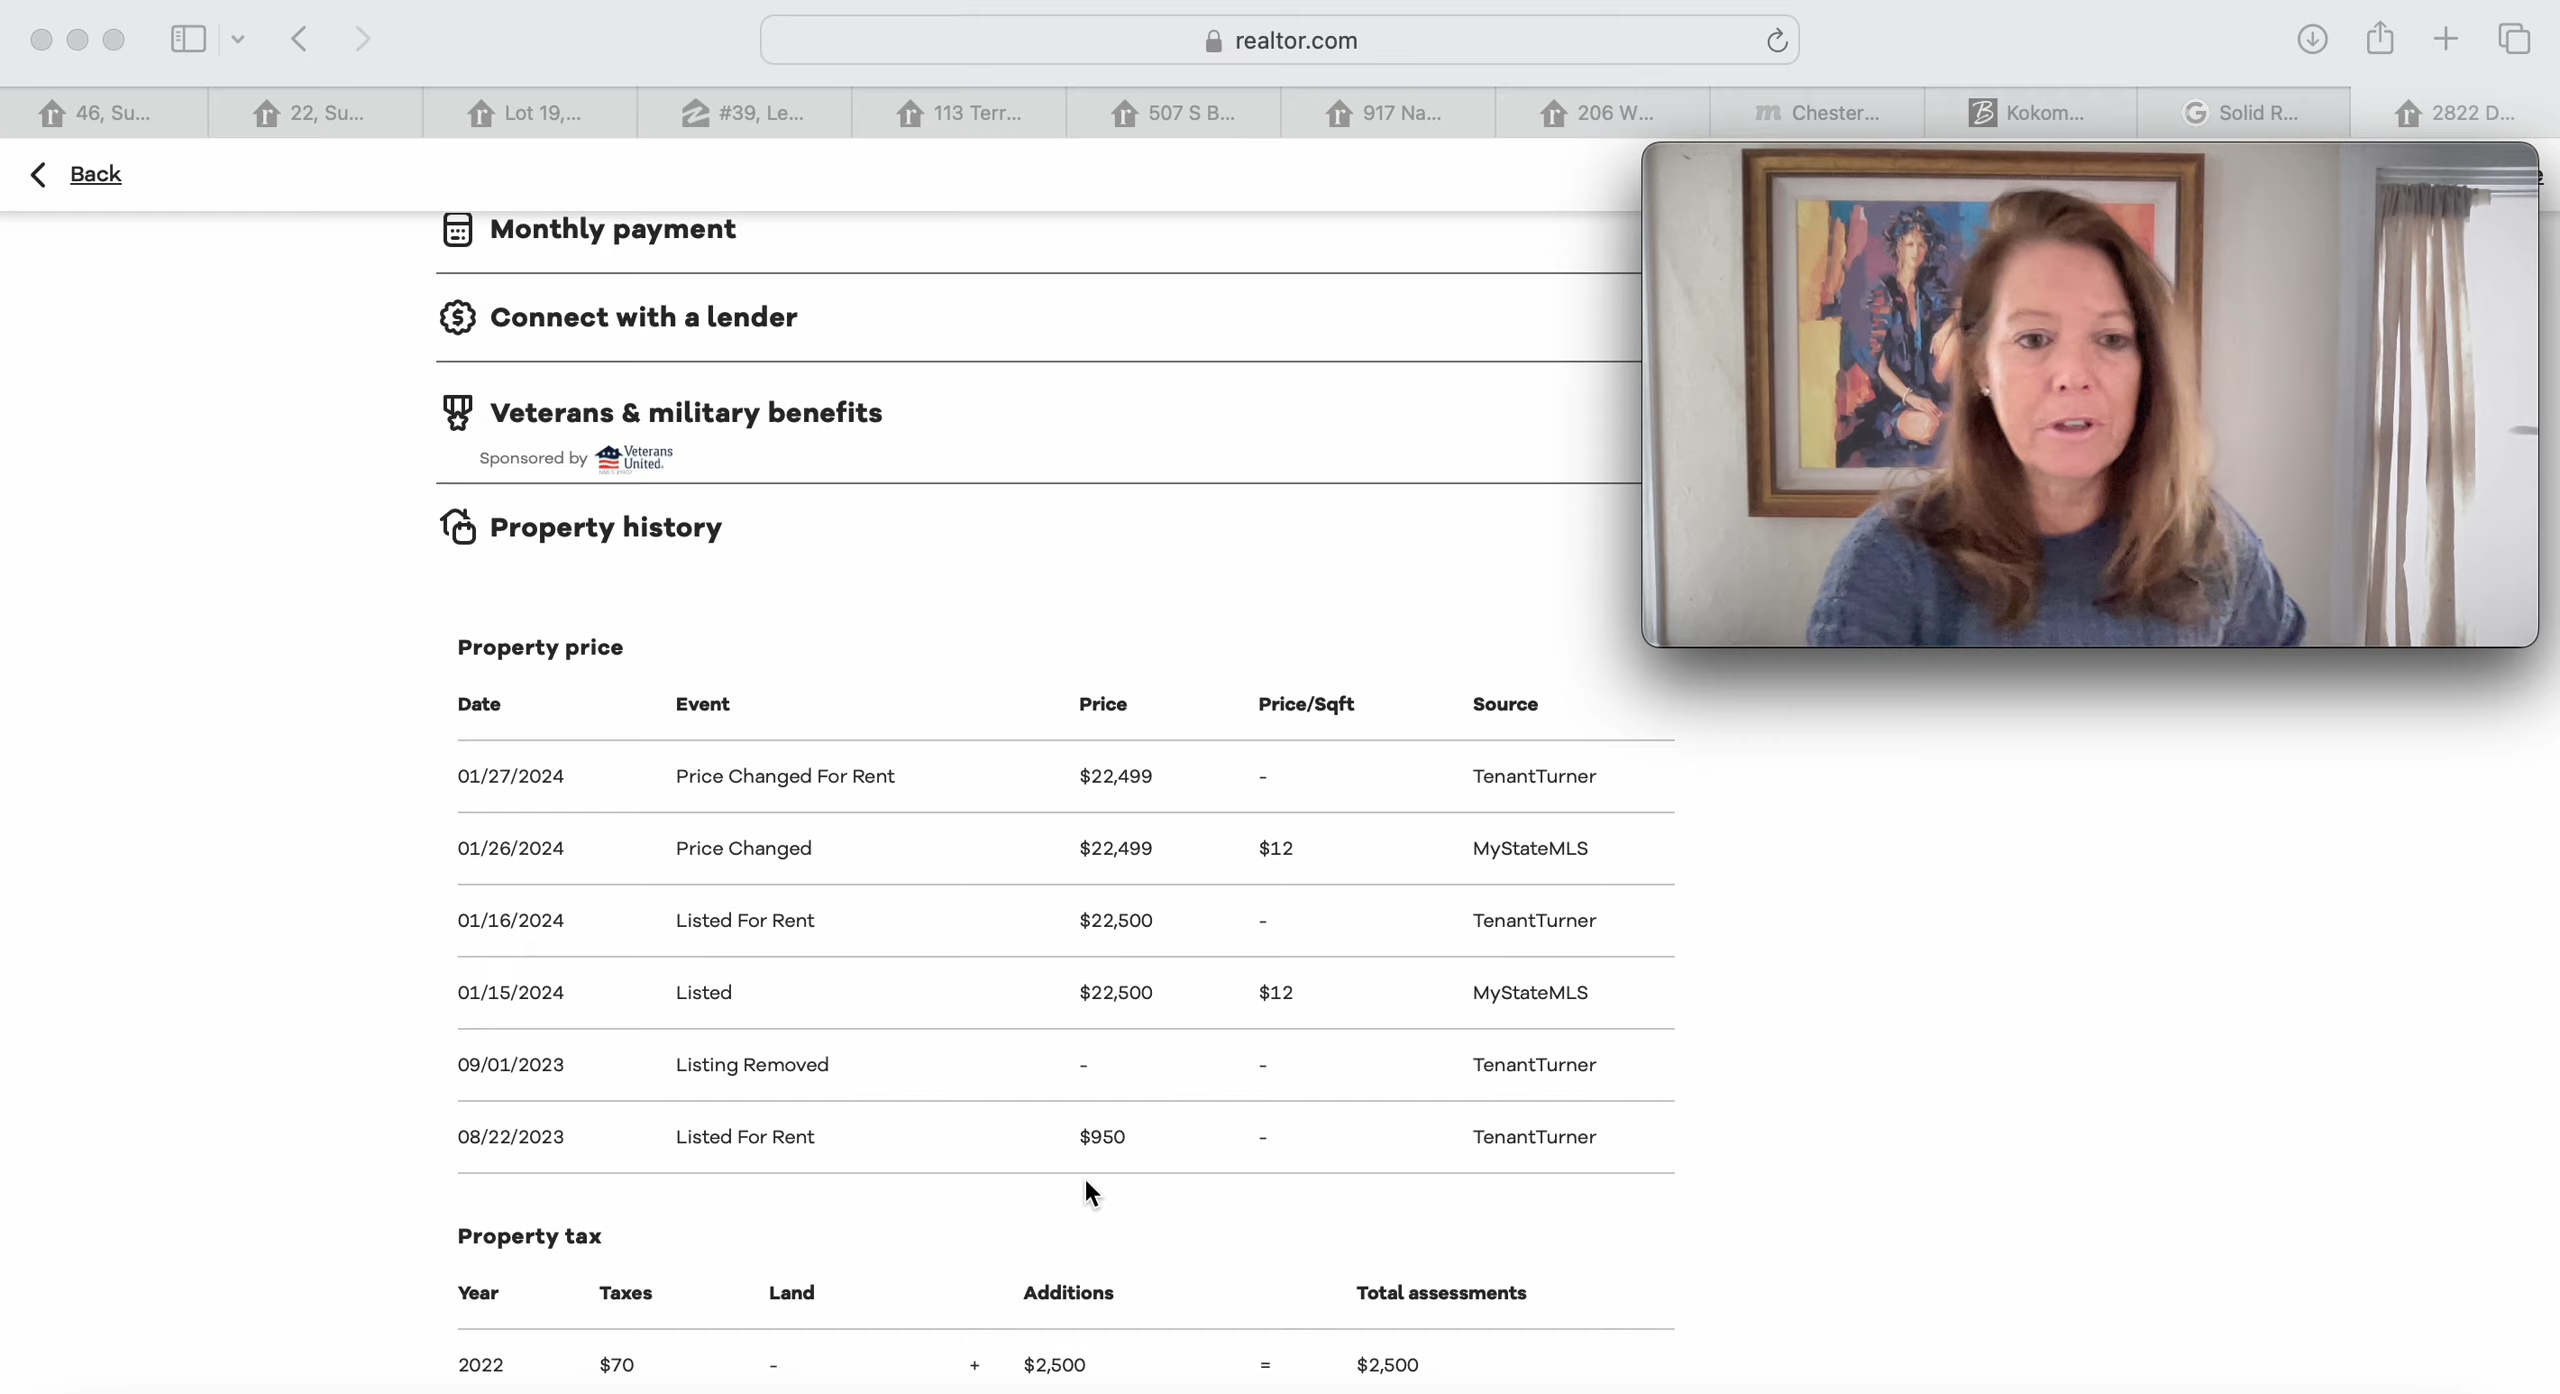 realtor.com
46, Su... 22, Su... Lot 19,... #39, Le... 113 Terr... 507 S B... 917 Na... 206 W... Chester... Kokom... Solid R... 2822 D...
Back
Monthly payment
Connect with a lender
Veterans & military benefits
Sponsored by Veterans United.
Property history
Property price
Date Event Price Price/Sqft Source
01/27/2024 Price Changed For Rent $22,499 - TenantTurner
01/26/2024 Price Changed $22,499 $12 MyStateMLS
01/16/2024 Listed For Rent $22,500 - TenantTurner
01/15/2024 Listed $22,500 $12 MyStateMLS
09/01/2023 Listing Removed - - TenantTurner
08/22/2023 Listed For Rent $950 - TenantTurner
Property tax
Year Taxes Land Additions Total assessments
2022 $70 - + $2,500 = $2,500